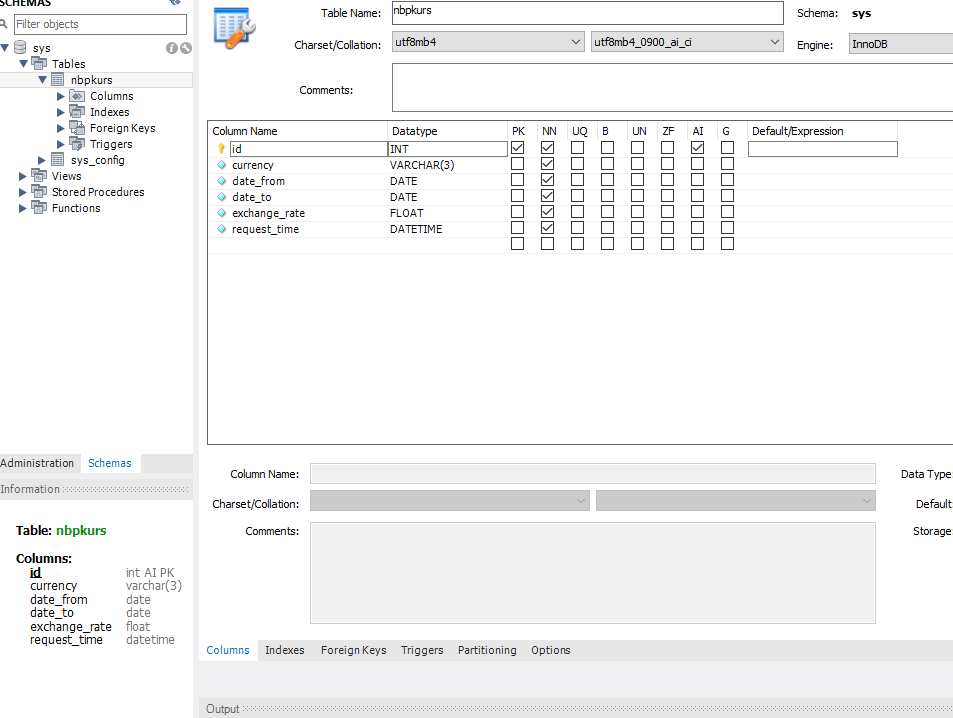 SCHEMAS
Filter objects
sys
Tables
nbpkurs
Columns
Indexes
Foreign Keys
Triggers
sys_config
Views
Stored Procedures
Functions
Administration Schemas
Information
Table: nbpkurs
Columns:
id int AI PK
currency varchar(3)
date_from date
date_to date
exchange_rate float
request_time datetime
Table Name: nbpkurs Schema: sys
Charset/Collation: utf8mb4 utf8mb4_0900_ai_ci Engine: InnoDB
Comments:
Column Name Datatype PK NN UQ B UN ZF AI G Default/Expression
id INT
currency VARCHAR(3)
date_from DATE
date_to DATE
exchange_rate FLOAT
request_time DATETIME
Column Name: Data Type:
Charset/Collation: Default:
Comments: Storage:
Columns Indexes Foreign Keys Triggers Partitioning Options
Output